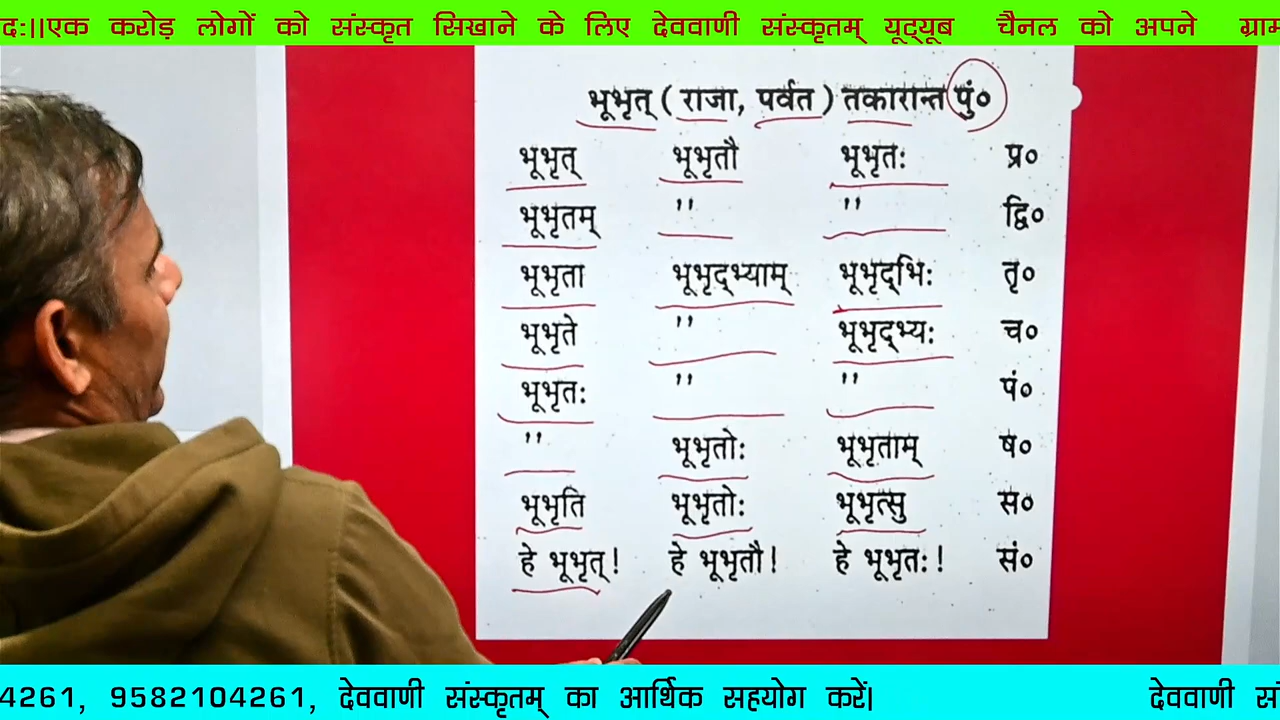 दः।।एक करोड़ लोगों को संस्कृत सिखाने के लिए देववाणी संस्कृतम् यूट्यूब चैनल को अपने ग्राम
भूभृत् ( राजा, पर्वत ) तकारान्त पुं०
भूभृत् भूभृतौ भूभृतः प्र०
भूभृतम् " " द्वि०
भूभृता भूभृद्भ्याम् भूभृद्भिः तृ०
भूभृते " भूभृद्भ्यः च०
भूभृतः " " पं०
" भूभृतोः भूभृताम् ष०
भूभृति भूभृतोः भूभृत्सु स०
हे भूभृत्! हे भूभृतौ! हे भूभृतः! सं०
4261, 9582104261, देववाणी संस्कृतम् का आर्थिक सहयोग करें। देववाणी सं